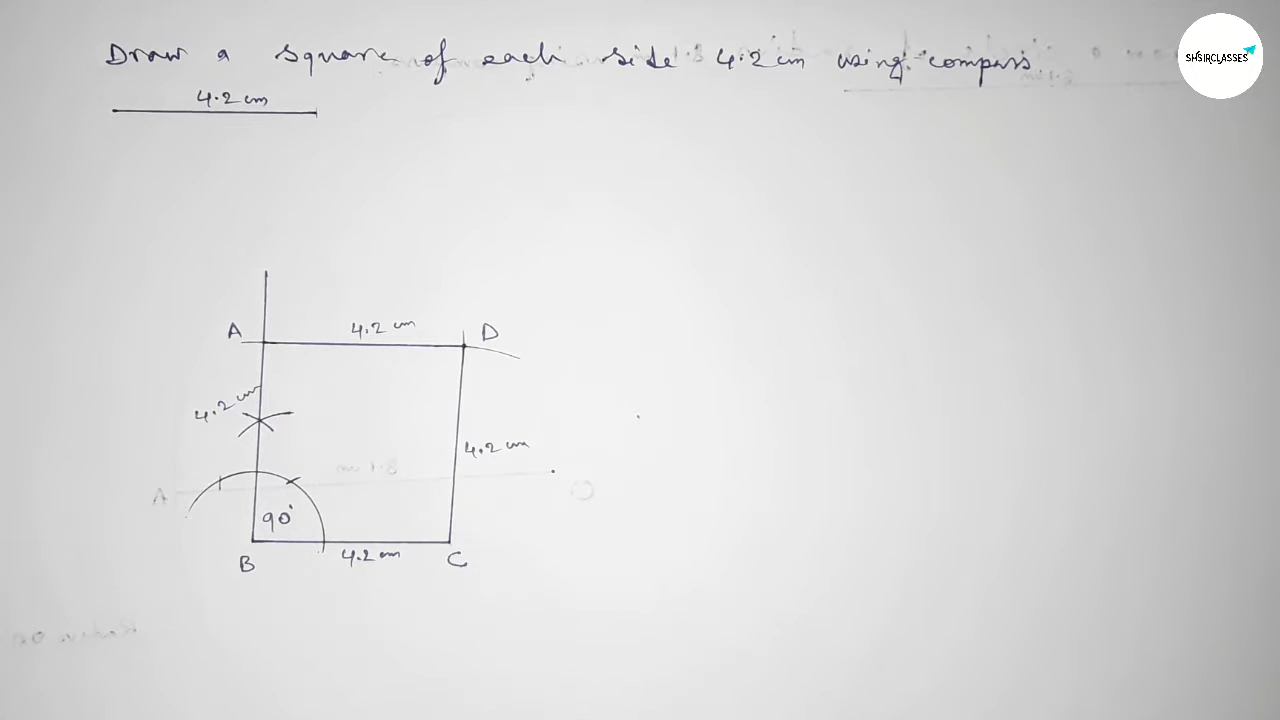 Draw a square of each side 4.2 cm using compass
SHSIRCLASSES
4.2 cm
A
4.2 cm
D
4.2 cm
4.2 cm
A
90°
B
4.2 cm
C